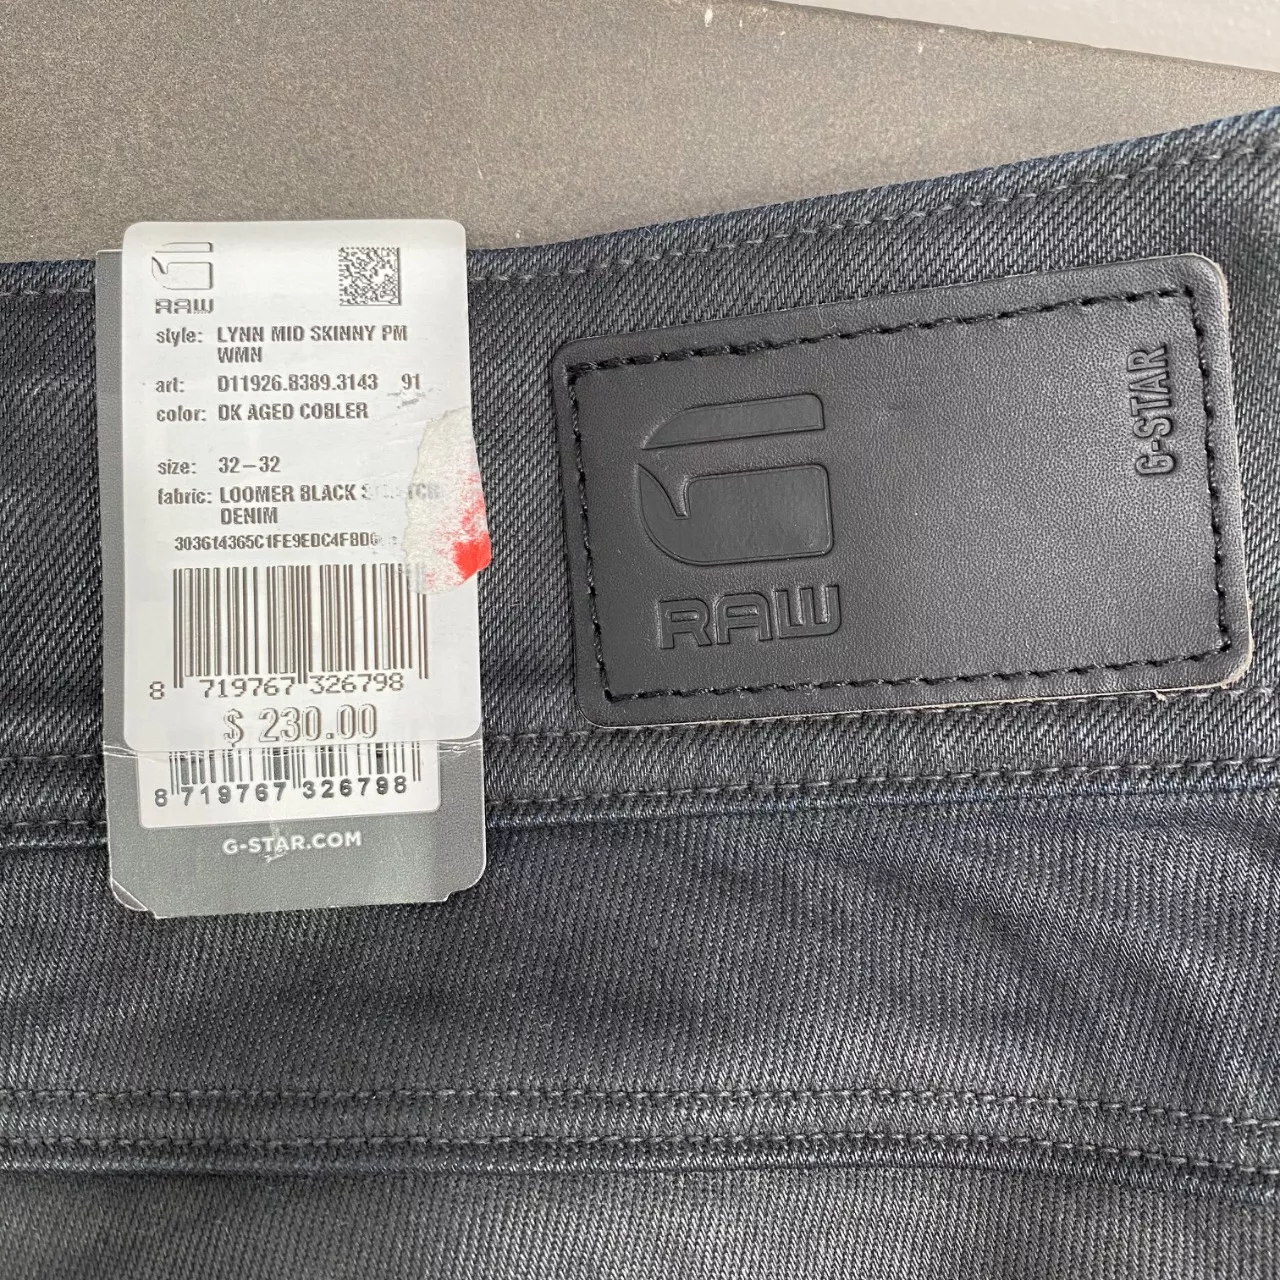 RAW
style: LYNN MID SKINNY PM
WMN
art: D11926.B389.3143 91
color: DK AGED COBLER
size: 32-32
fabric: LOOMER BLACK
DENIM
8 719767 326798
$ 230.00
8 719767 326798
G-STAR.COM
RAW
G-STAR